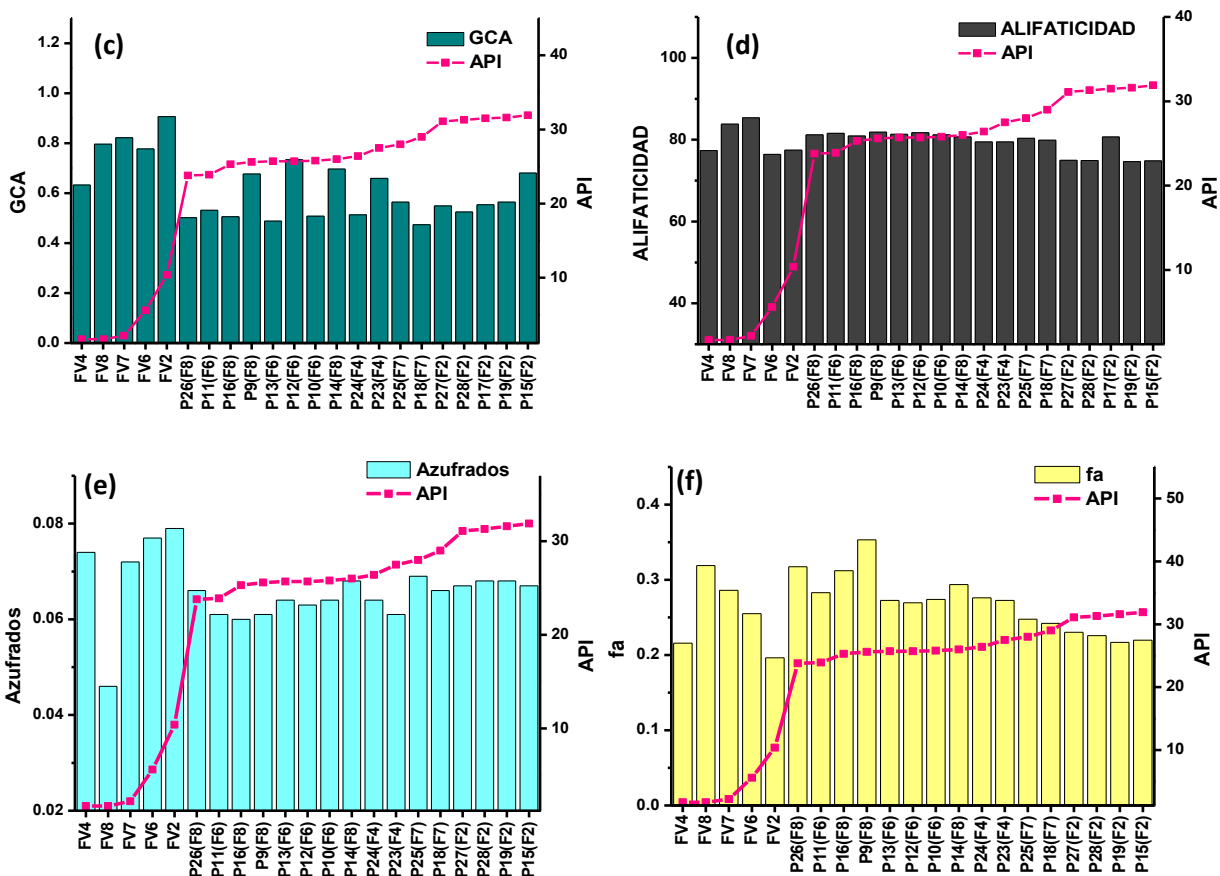 (c)
GCA
API
1.2
1.0
0.8
0.6
0.4
0.2
0.0
GCA
40
30
20
10
API
FV4
FV8
FV7
FV6
FV2
P26(F8)
P11(F6)
P16(F8)
P9(F8)
P13(F6)
P12(F6)
P10(F6)
P14(F8)
P24(F4)
P23(F4)
P25(F7)
P18(F7)
P27(F2)
P28(F2)
P17(F2)
P19(F2)
P15(F2)
(d)
ALIFATICIDAD
API
100
80
60
40
ALIFATICIDAD
40
30
20
10
API
FV4
FV8
FV7
FV6
FV2
P26(F8)
P11(F6)
P16(F8)
P9(F8)
P13(F6)
P12(F6)
P10(F6)
P14(F8)
P24(F4)
P23(F4)
P25(F7)
P18(F7)
P27(F2)
P28(F2)
P17(F2)
P19(F2)
P15(F2)
(e)
Azufrados
API
0.08
0.06
0.04
0.02
Azufrados
30
20
10
API
FV4
FV8
FV7
FV6
FV2
P26(F8)
P11(F6)
P16(F8)
P9(F8)
P13(F6)
P12(F6)
P10(F6)
P14(F8)
P24(F4)
P23(F4)
P25(F7)
P18(F7)
P27(F2)
P28(F2)
P19(F2)
P15(F2)
(f)
fa
API
0.4
0.3
0.2
0.1
0.0
fa
50
40
30
20
10
API
FV4
FV8
FV7
FV6
FV2
P26(F8)
P11(F6)
P16(F8)
P9(F8)
P13(F6)
P12(F6)
P10(F6)
P14(F8)
P24(F4)
P23(F4)
P25(F7)
P18(F7)
P27(F2)
P28(F2)
P19(F2)
P15(F2)